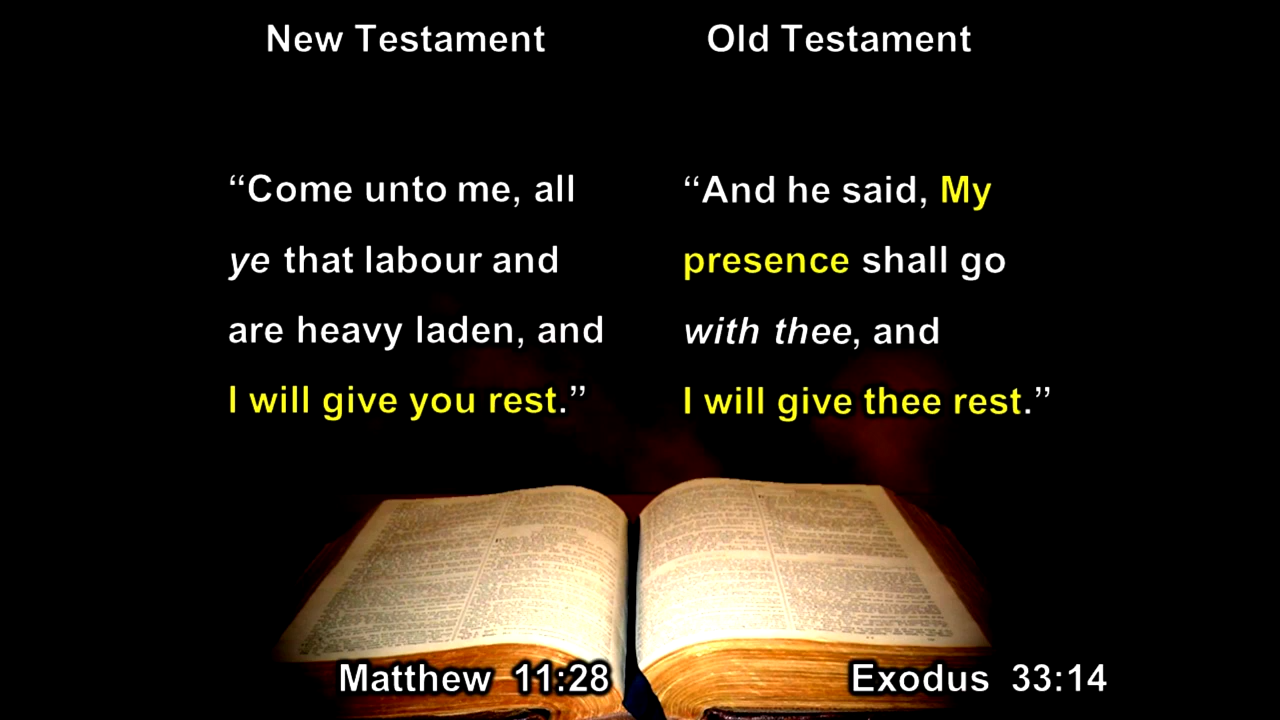 New Testament
“Come unto me, all
ye that labour and
are heavy laden, and
I will give you rest.”
Matthew 11:28
Old Testament
“And he said, My
presence shall go
with thee, and
I will give thee rest.”
Exodus 33:14